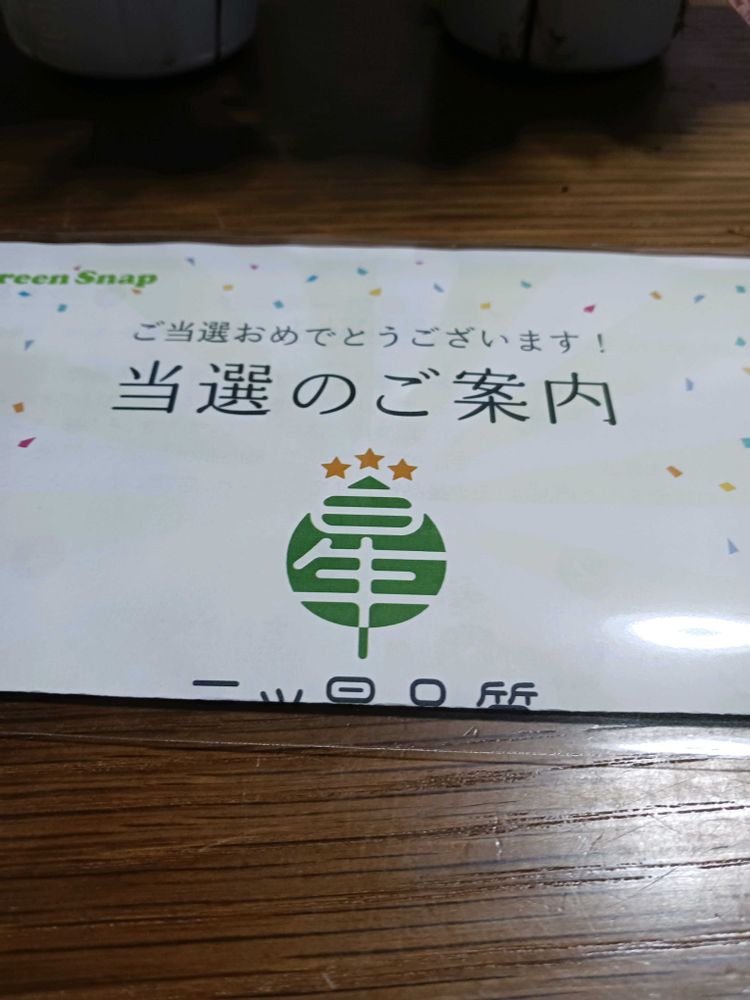 reen Snap
ご当選おめでとうございます!
当選のご案内
星